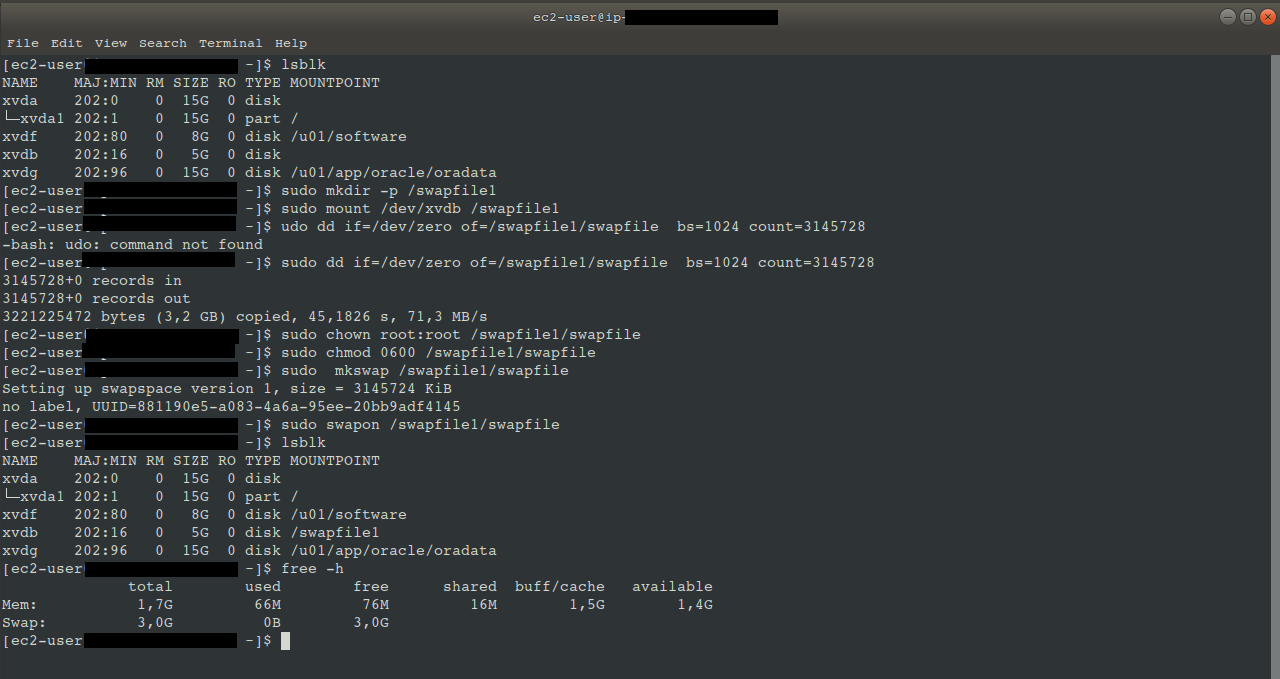 ec2-user@ip-
File Edit View Search Terminal Help
[ec2-user ~]$ lsblk
NAME    MAJ:MIN RM SIZE RO TYPE MOUNTPOINT
xvda    202:0    0  15G  0 disk
└─xvda1 202:1    0  15G  0 part /
xvdf    202:80   0   8G  0 disk /u01/software
xvdb    202:16   0   5G  0 disk
xvdg    202:96   0  15G  0 disk /u01/app/oracle/oradata
[ec2-user ~]$ sudo mkdir -p /swapfile1
[ec2-user ~]$ sudo mount /dev/xvdb /swapfile1
[ec2-user ~]$ udo dd if=/dev/zero of=/swapfile1/swapfile  bs=1024 count=3145728
-bash: udo: command not found
[ec2-user ~]$ sudo dd if=/dev/zero of=/swapfile1/swapfile  bs=1024 count=3145728
3145728+0 records in
3145728+0 records out
3221225472 bytes (3,2 GB) copied, 45,1826 s, 71,3 MB/s
[ec2-user ~]$ sudo chown root:root /swapfile1/swapfile
[ec2-user ~]$ sudo chmod 0600 /swapfile1/swapfile
[ec2-user ~]$ sudo  mkswap /swapfile1/swapfile
Setting up swapspace version 1, size = 3145724 KiB
no label, UUID=881190e5-a083-4a6a-95ee-20bb9adf4145
[ec2-user ~]$ sudo swapon /swapfile1/swapfile
[ec2-user ~]$ lsblk
NAME    MAJ:MIN RM SIZE RO TYPE MOUNTPOINT
xvda    202:0    0  15G  0 disk
└─xvda1 202:1    0  15G  0 part /
xvdf    202:80   0   8G  0 disk /u01/software
xvdb    202:16   0   5G  0 disk /swapfile1
xvdg    202:96   0  15G  0 disk /u01/app/oracle/oradata
[ec2-user ~]$ free -h
              total        used        free      shared  buff/cache   available
Mem:           1,7G         66M         76M         16M        1,5G        1,4G
Swap:          3,0G          0B        3,0G
[ec2-user ~]$